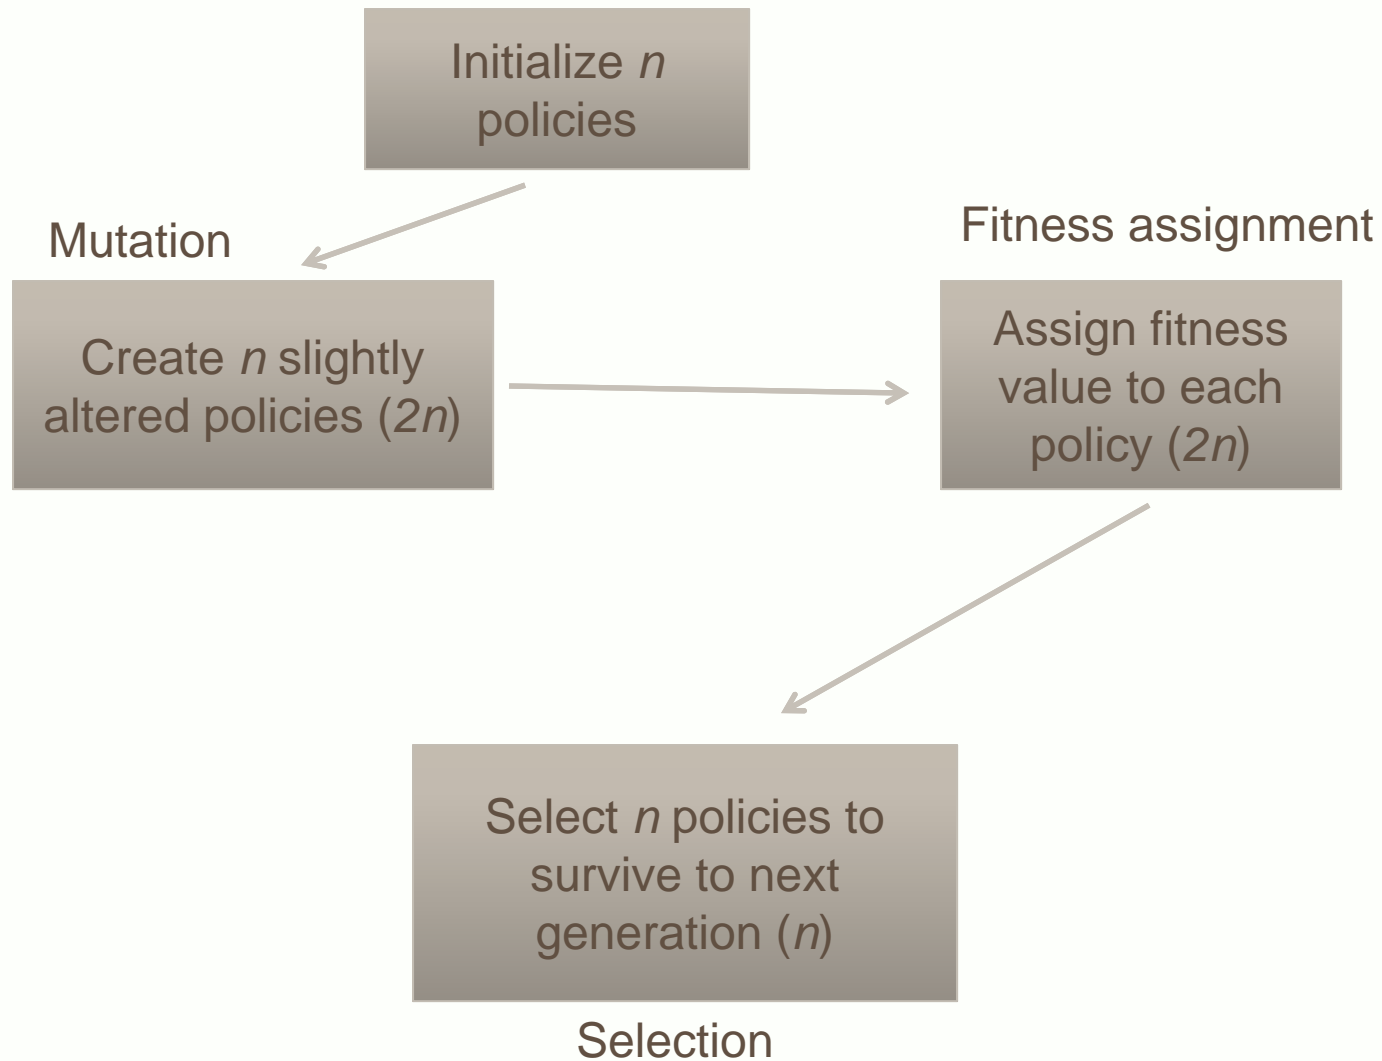 Initialize n
policies
Mutation
Create n slightly
altered policies (2n)
Fitness assignment
Assign fitness
value to each
policy (2n)
Select n policies to
survive to next
generation (n)
Selection